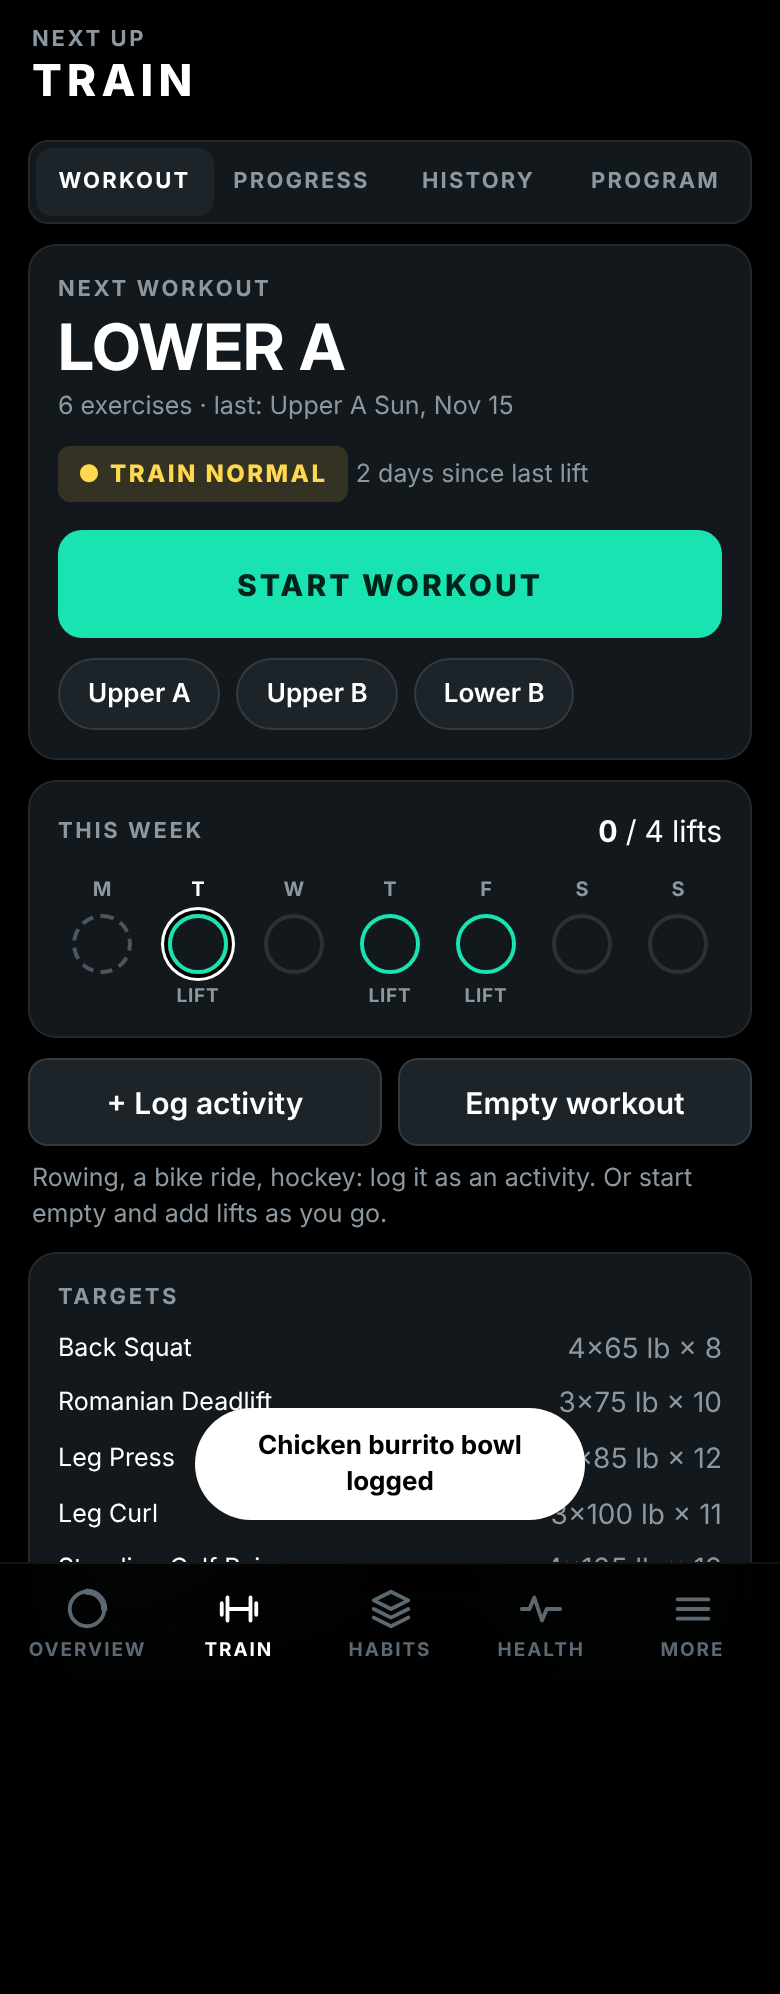 NEXT UP
TRAIN
WORKOUT PROGRESS HISTORY PROGRAM
NEXT WORKOUT
LOWER A
6 exercises · last: Upper A Sun, Nov 15
TRAIN NORMAL 2 days since last lift
START WORKOUT
Upper A Upper B Lower B
THIS WEEK 0 / 4 lifts
M T W T F S S
LIFT LIFT LIFT
+ Log activity Empty workout
Rowing, a bike ride, hockey: log it as an activity. Or start
empty and add lifts as you go.
TARGETS
Back Squat 4×65 lb × 8
Romanian Deadlift 3×75 lb × 10
Leg Press ×85 lb × 12
Chicken burrito bowl
logged
Leg Curl 3×100 lb × 11
OVERVIEW TRAIN HABITS HEALTH MORE